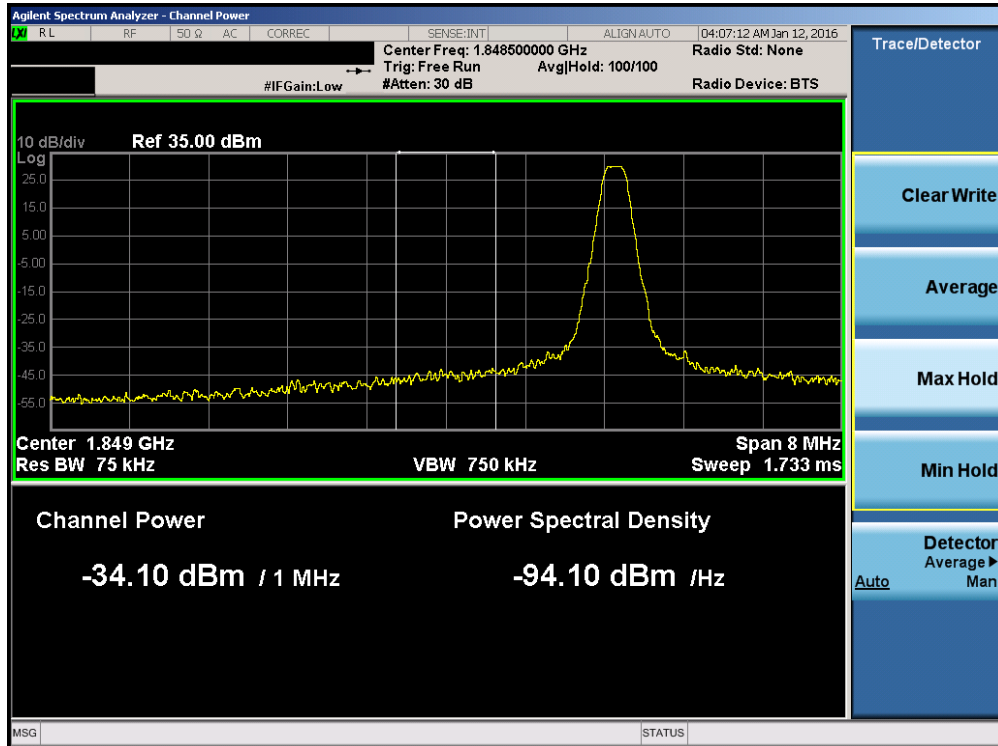 Agilent Spectrum Analyzer - Channel Power
LXI RL RF 50 Ω AC CORREC SENSE:INT ALIGN AUTO 04:07:12 AM Jan 12, 2016
Center Freq: 1.848500000 GHz Radio Std: None
Trig: Free Run Avg|Hold: 100/100
#IFGain:Low #Atten: 30 dB Radio Device: BTS
10 dB/div Ref 35.00 dBm
Log
25.0
15.0
5.00
-5.00
-15.0
-25.0
-35.0
-45.0
-55.0
Center 1.849 GHz Span 8 MHz
Res BW 75 kHz VBW 750 kHz Sweep 1.733 ms
Channel Power Power Spectral Density
-34.10 dBm / 1 MHz -94.10 dBm /Hz
MSG STATUS
Trace/Detector
Clear Write
Average
Max Hold
Min Hold
Detector
Average▶
Auto Man